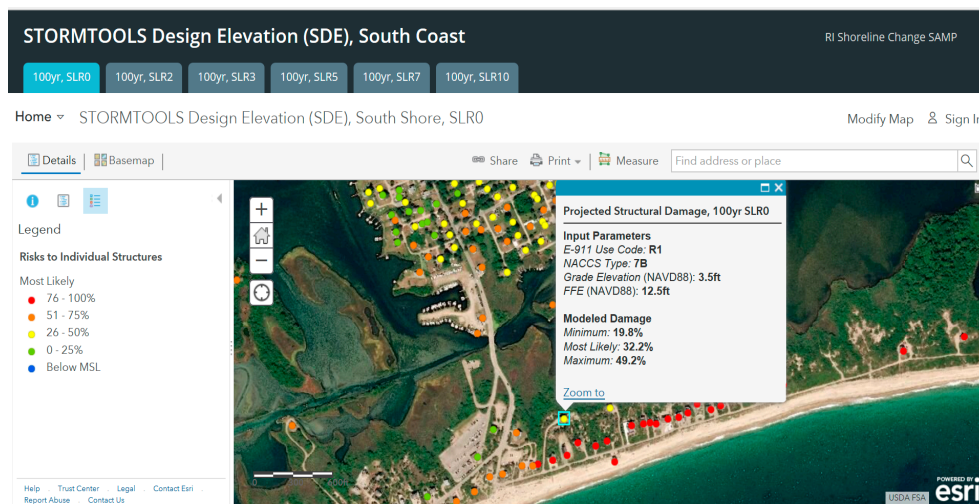 STORMTOOLS Design Elevation (SDE), South Coast
RI Shoreline Change SAMP
100yr, SLR0
100yr, SLR2
100yr, SLR3
100yr, SLR5
100yr, SLR7
100yr, SLR10
Home
STORMTOOLS Design Elevation (SDE), South Shore, SLR0
Modify Map
Sign In
Details
Basemap
Share
Print
Measure
Find address or place
Legend
Risks to Individual Structures
Most Likely
76 - 100%
51 - 75%
26 - 50%
0 - 25%
Below MSL
Projected Structural Damage, 100yr SLR0
Input Parameters
E-911 Use Code: R1
NACCS Type: 7B
Grade Elevation (NAVD88): 3.5ft
FFE (NAVD88): 12.5ft
Modeled Damage
Minimum: 19.8%
Most Likely: 32.2%
Maximum: 49.2%
Zoom to
0 600ft
Help . Trust Center . Legal . Contact Esri .
Report Abuse . Contact Us
USDA FSA
POWERED BY
esri